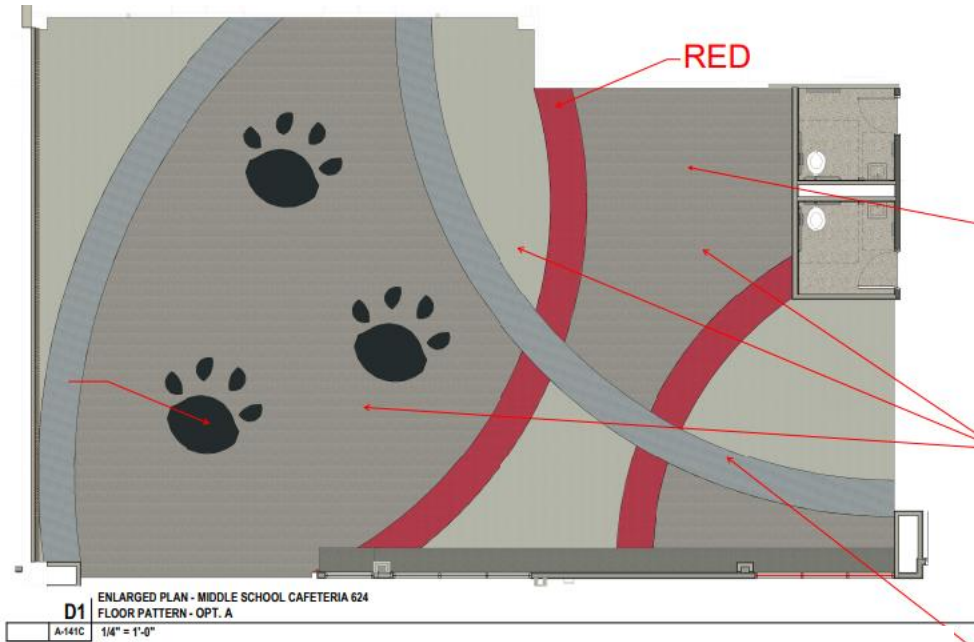 RED
ENLARGED PLAN - MIDDLE SCHOOL CAFETERIA 624
D1 FLOOR PATTERN - OPT. A
A-141C 1/4" = 1'-0"